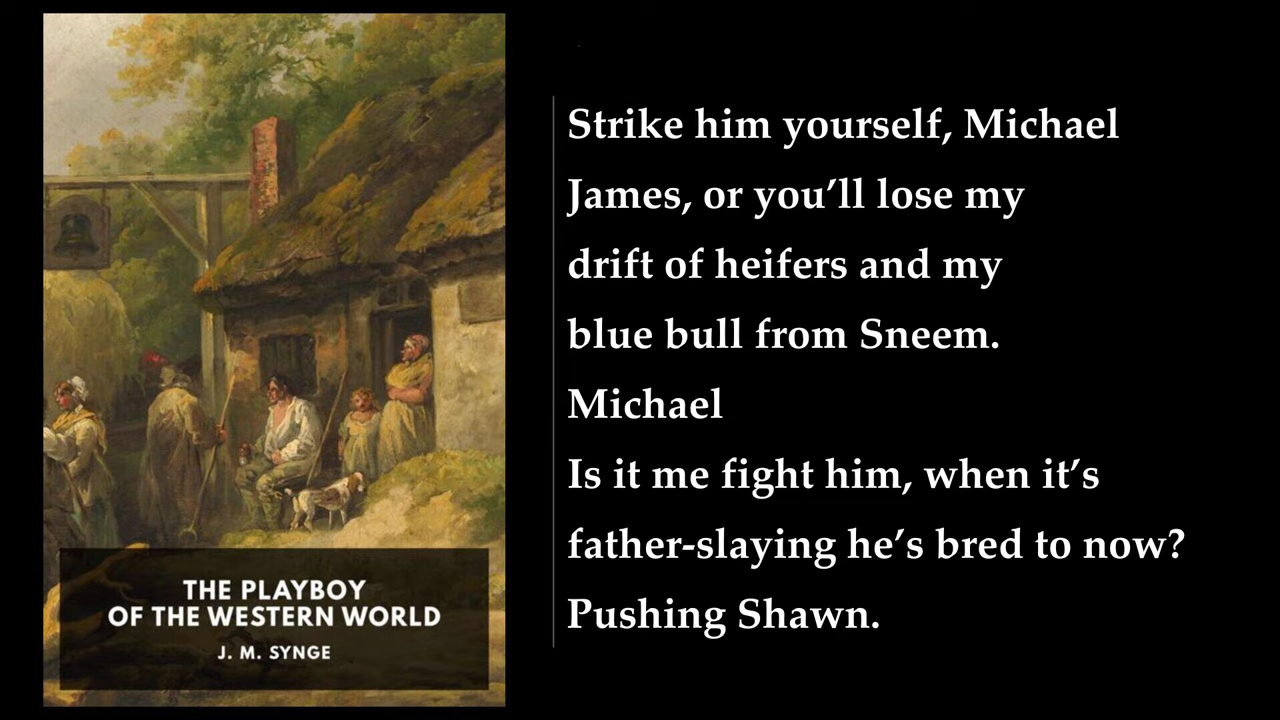 THE PLAYBOY
OF THE WESTERN WORLD
J. M. SYNGE
Strike him yourself, Michael
James, or you’ll lose my
drift of heifers and my
blue bull from Sneem.
Michael
Is it me fight him, when it’s
father-slaying he’s bred to now?
Pushing Shawn.